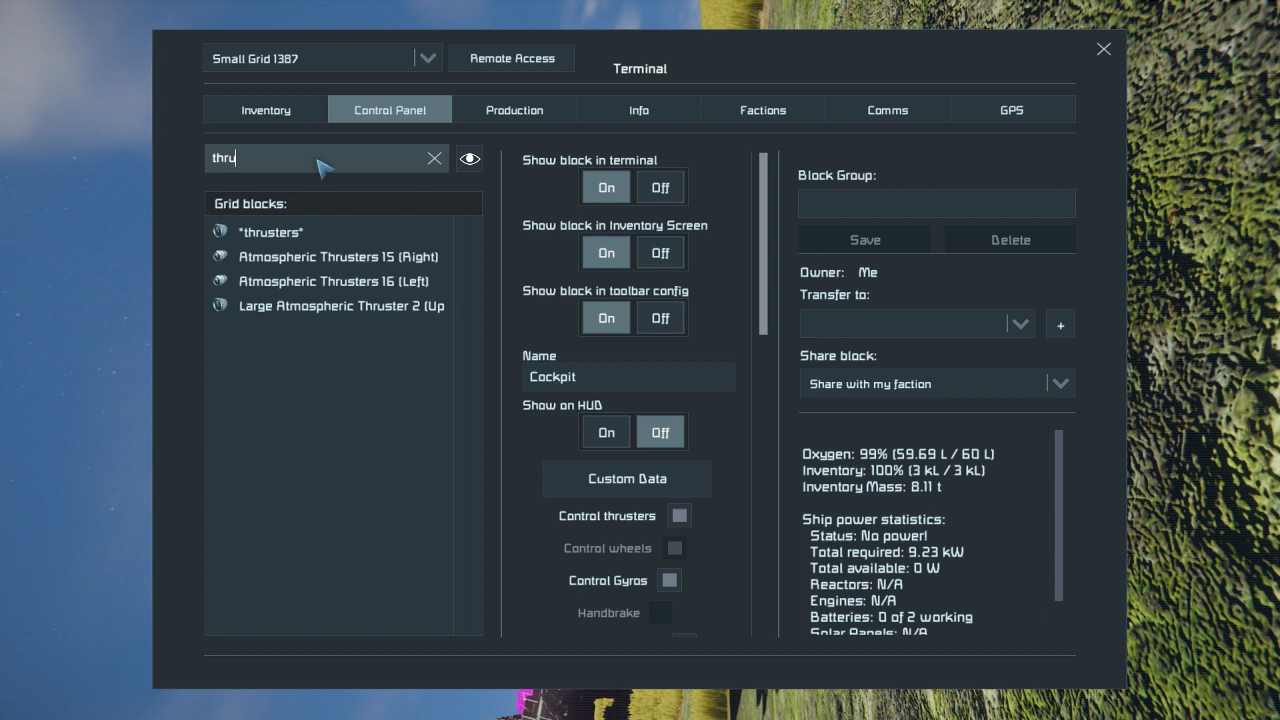 Small Grid 1387
Remote Access
Terminal
Inventory
Control Panel
Production
Info
Factions
Comms
GPS
thru
Grid blocks:
*thrusters*
Atmospheric Thrusters 15 (Right)
Atmospheric Thrusters 16 (Left)
Large Atmospheric Thruster 2 (Up
Show block in terminal
On Off
Show block in Inventory Screen
On Off
Show block in toolbar config
On Off
Name
Cockpit
Show on HUD
On Off
Custom Data
Control thrusters
Control wheels
Control Gyros
Handbrake
Block Group:
Save
Delete
Owner: Me
Transfer to:
+
Share block:
Share with my faction
Oxygen: 99% (59.69 L / 60 L)
Inventory: 100% (3 kL / 3 kL)
Inventory Mass: 8.11 t
Ship power statistics:
Status: No power!
Total required: 9.23 kW
Total available: 0 W
Reactors: N/A
Engines: N/A
Batteries: 0 of 2 working
Solar Panels: N/A